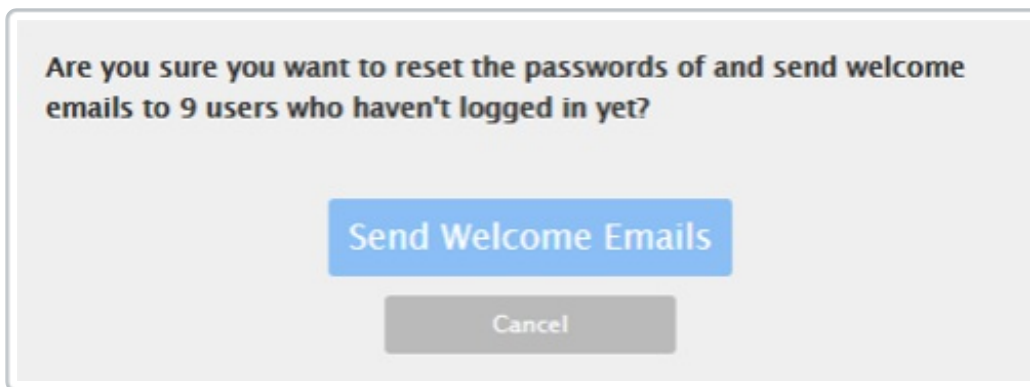 Are you sure you want to reset the passwords of and send welcome
emails to 9 users who haven't logged in yet?
Send Welcome Emails
Cancel